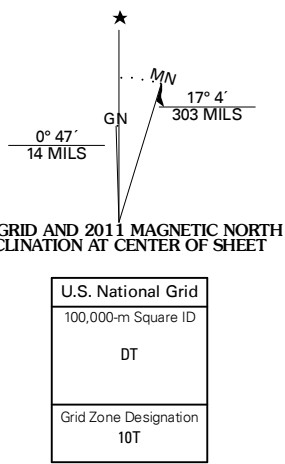 MN
GN
17° 4´
303 MILS
0° 47´
14 MILS
GRID AND 2011 MAGNETIC NORTH
CLINATION AT CENTER OF SHEET
U.S. National Grid
100,000-m Square ID
DT
Grid Zone Designation
10T